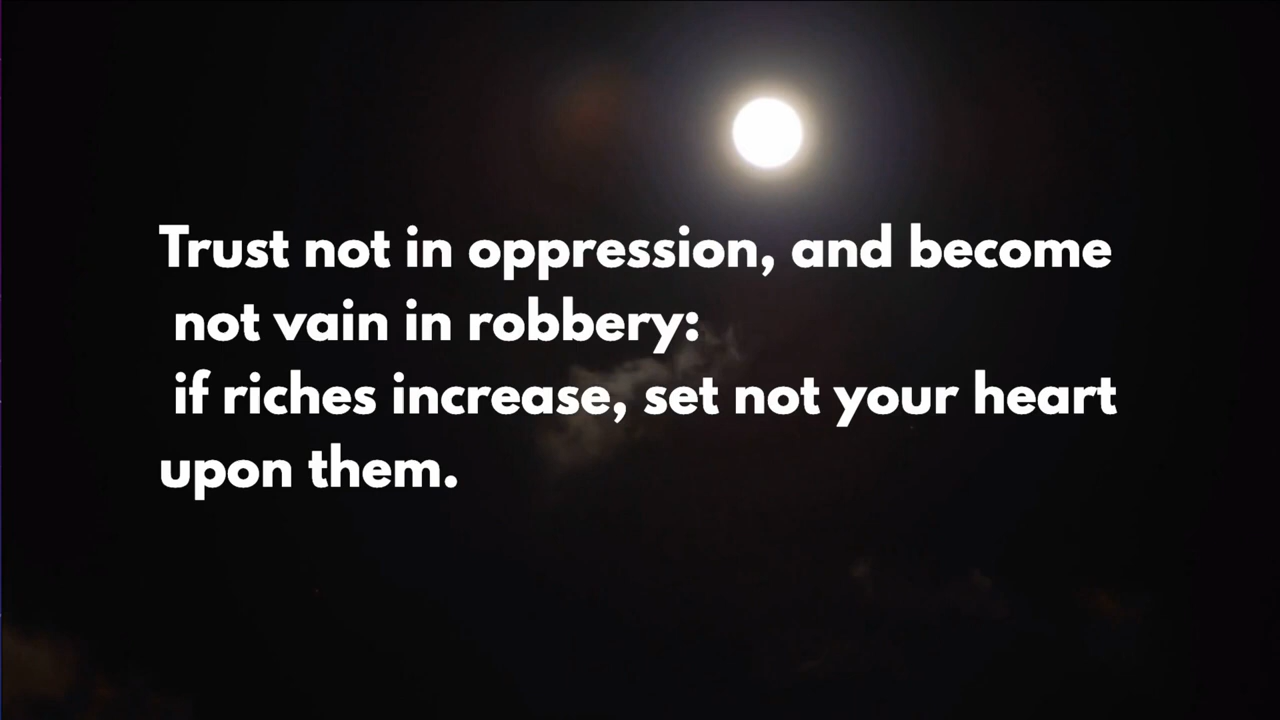 Trust not in oppression, and become
not vain in robbery:
if riches increase, set not your heart
upon them.